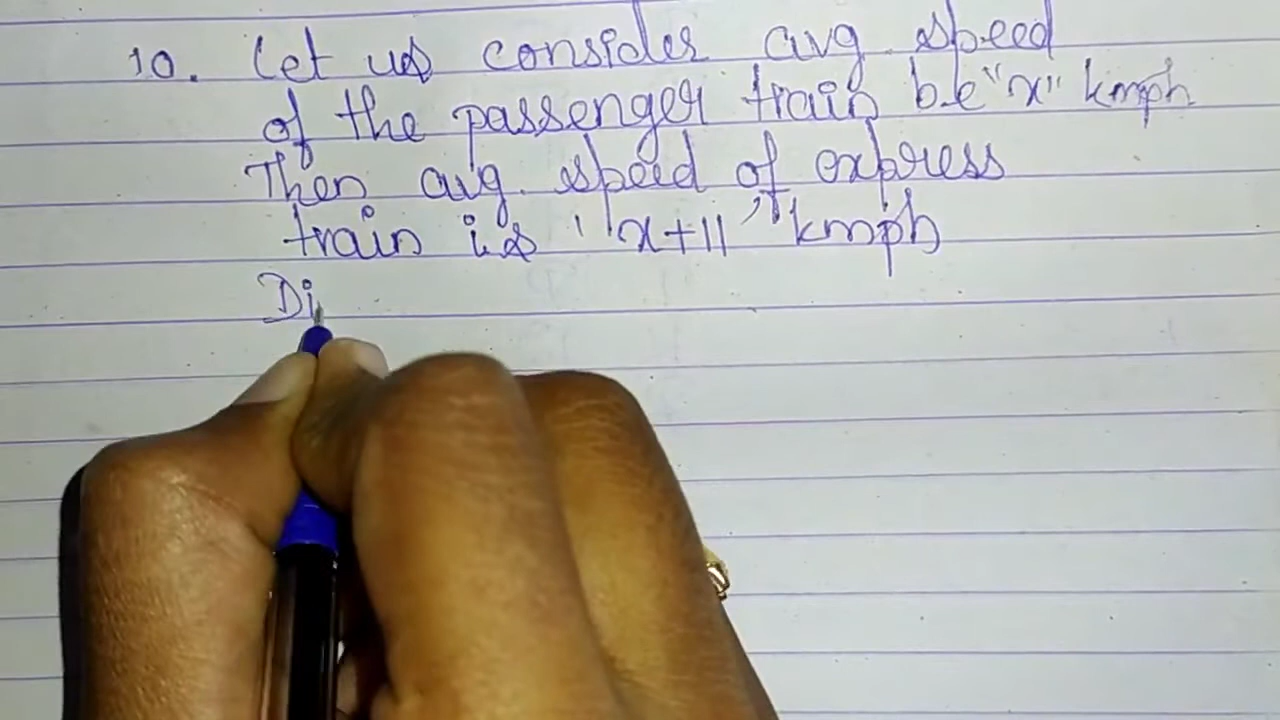 10. Let us consider avg. speed
of the passenger train be "x" kmph
Then avg. speed of express
train is "x+11" kmph
Di